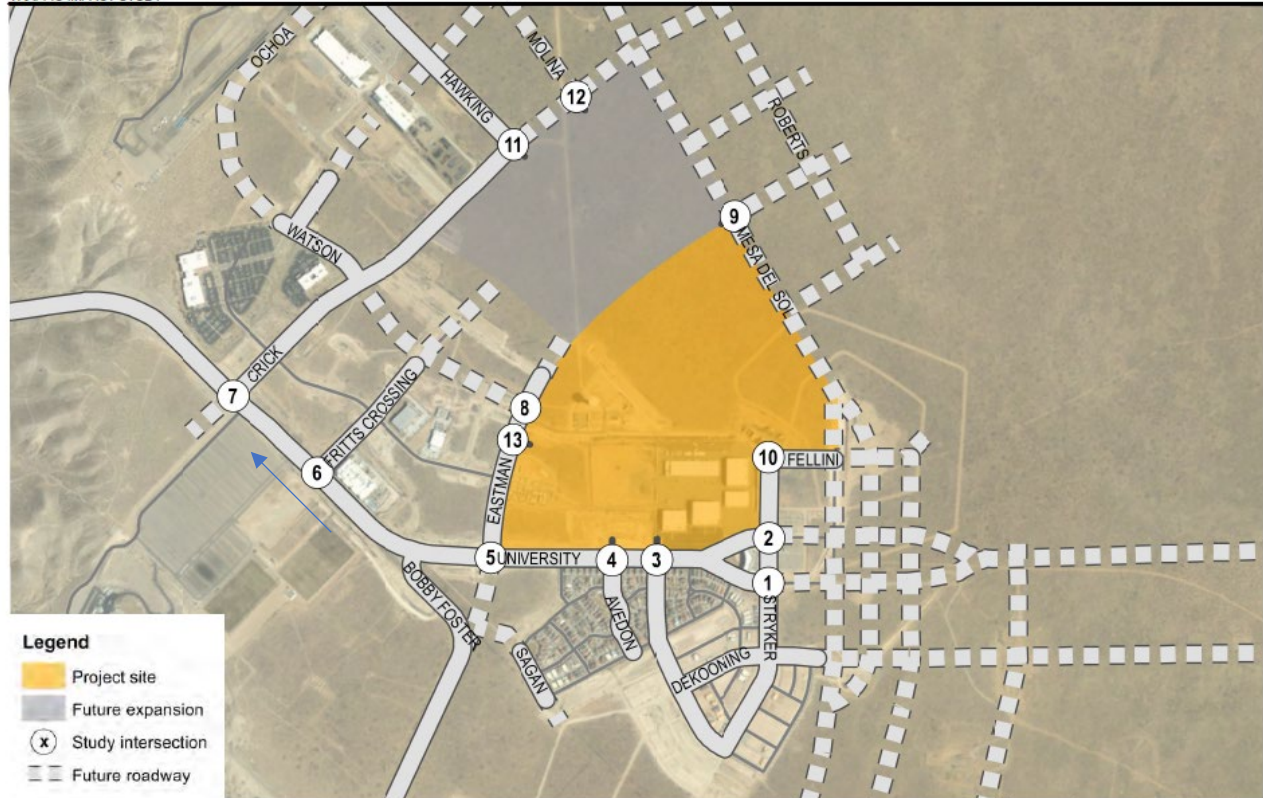 OCHOA
MOLINA
HAWKING
12
ROBERTS
11
9
WATSON
MESA DEL SOL
CRICK
7
FRITTS CROSSING
8
13
10
FELLINI
6
EASTMAN
2
5
UNIVERSITY
4
3
1
BOBBY FOSTER
AVEDON
STRYKER
SAGAN
DEKOONING
Legend
Project site
Future expansion
x Study intersection
Future roadway